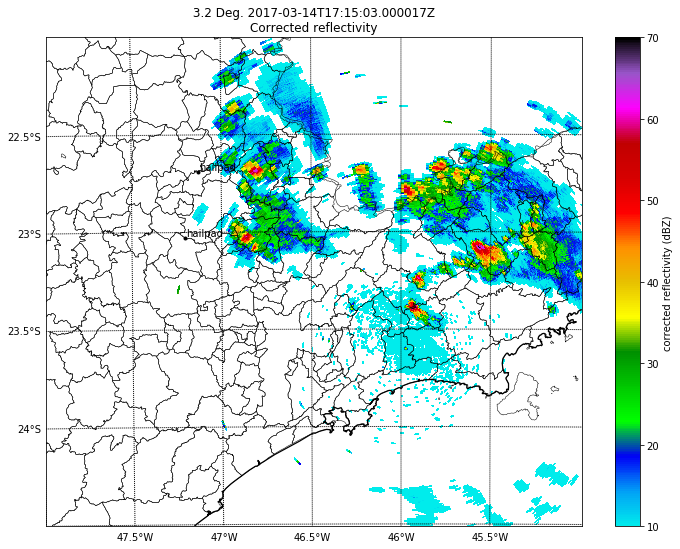 3.2 Deg. 2017-03-14T17:15:03.000017Z
Corrected reflectivity
70
60
50
40
30
20
10
corrected reflectivity (dBZ)
22.5°S
23°S
23.5°S
24°S
hailpad
hailpad
47.5°W
47°W
46.5°W
46°W
45.5°W